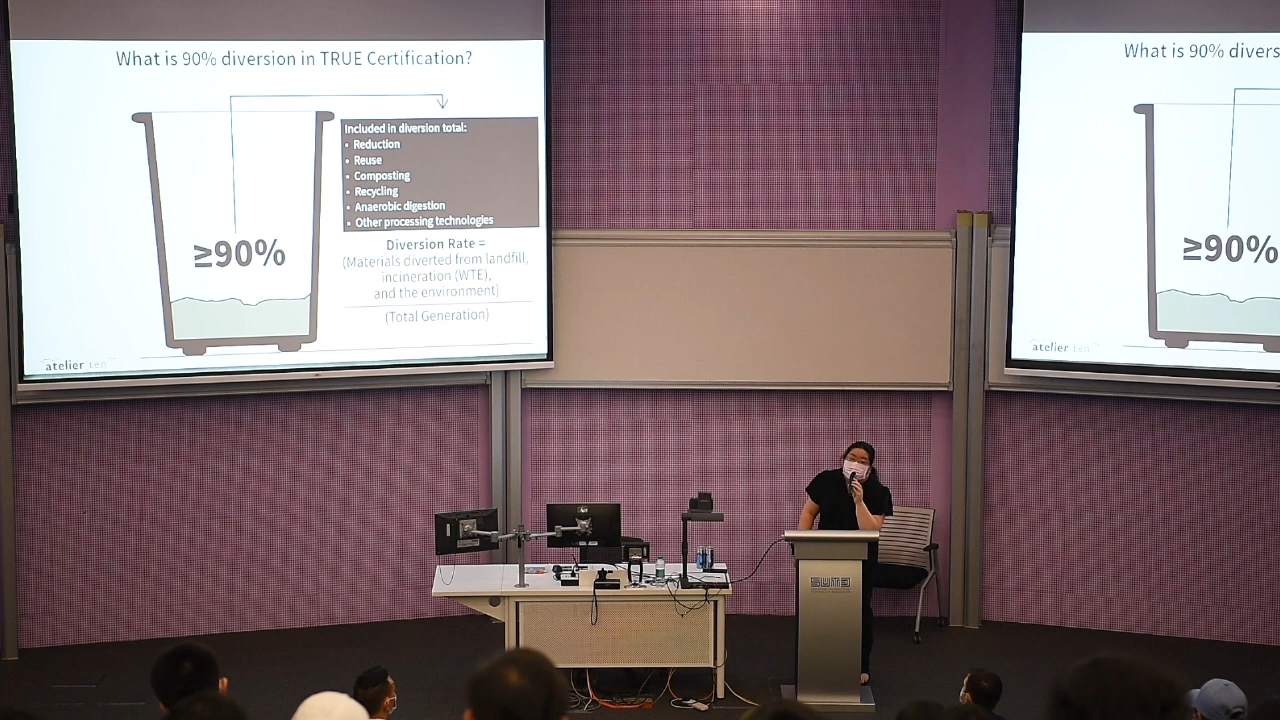 What is 90% diversion in TRUE Certification?
Included in diversion total:
• Reduction
• Reuse
• Composting
• Recycling
• Anaerobic digestion
• Other processing technologies
≥90%
Diversion Rate =
(Materials diverted from landfill,
incineration (WTE),
and the environment)
(Total Generation)
atelier ten
What is 90% divers
≥90%
atelier ten